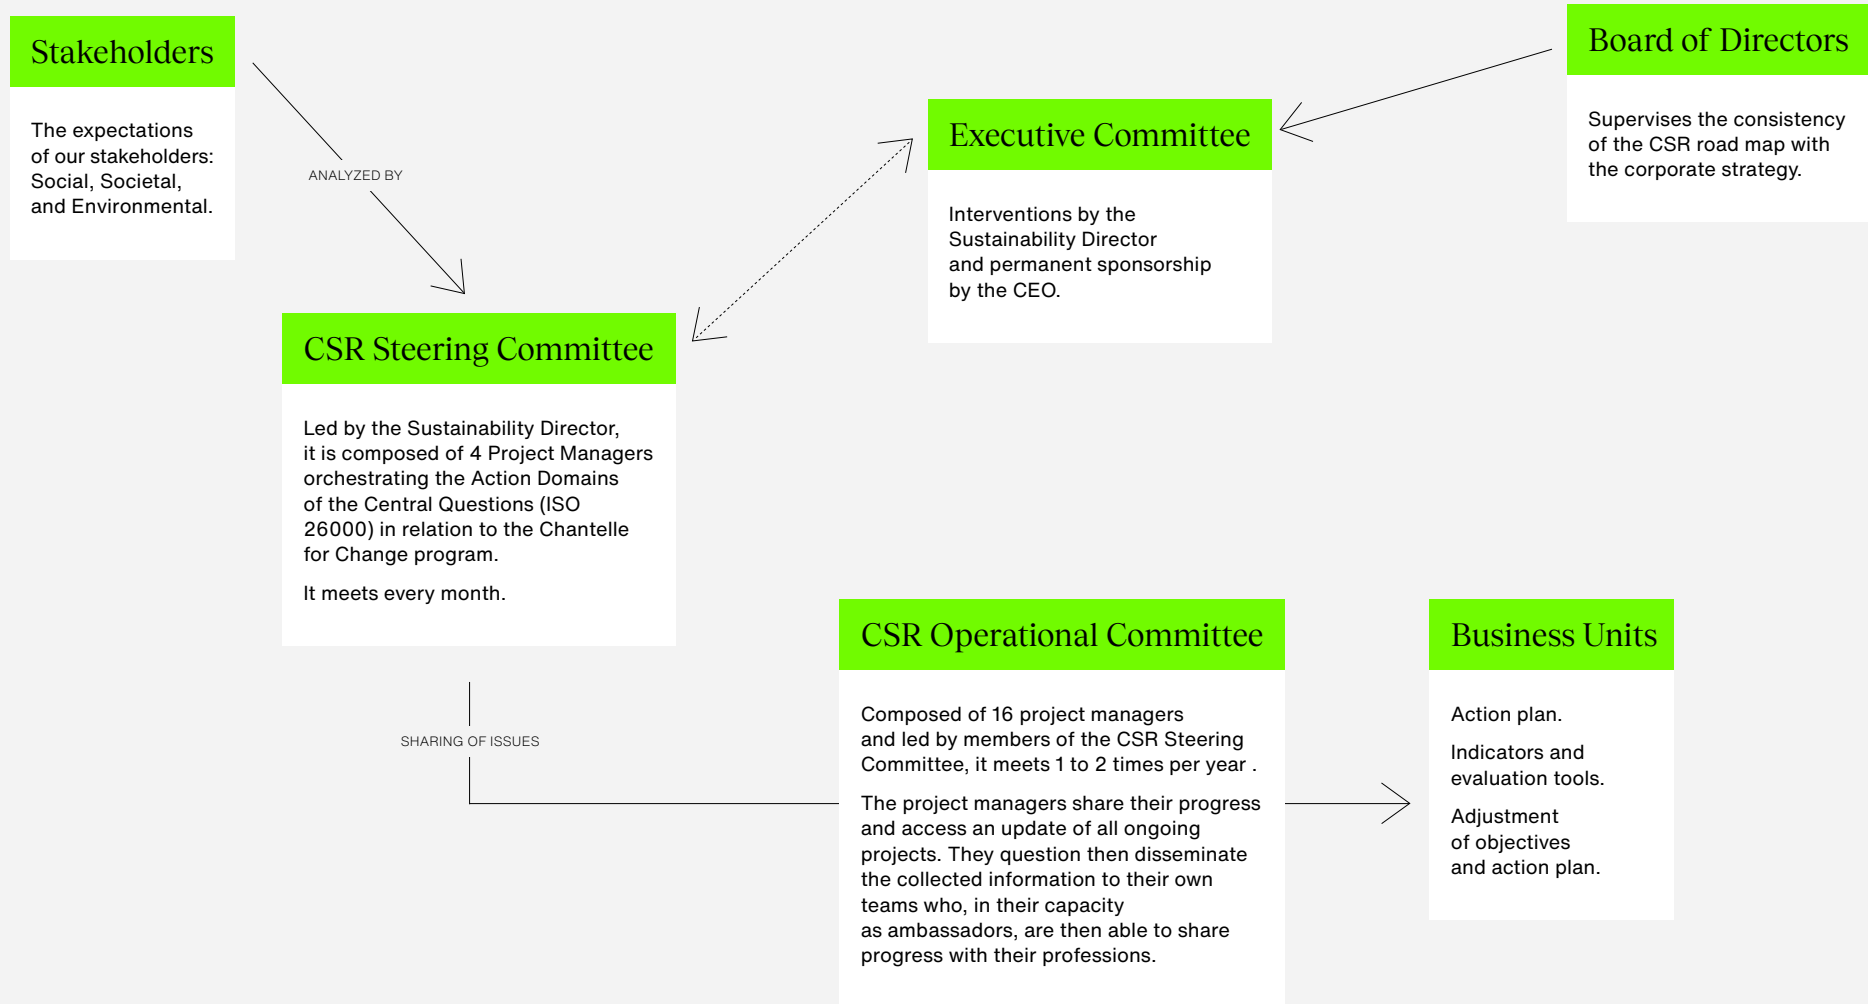 Stakeholders
The expectations
of our stakeholders:
Social, Societal,
and Environmental.
ANALYZED BY
Board of Directors
Supervises the consistency
of the CSR road map with
the corporate strategy.
Executive Committee
Interventions by the
Sustainability Director
and permanent sponsorship
by the CEO.
CSR Steering Committee
Led by the Sustainability Director,
it is composed of 4 Project Managers
orchestrating the Action Domains
of the Central Questions (ISO
26000) in relation to the Chantelle
for Change program.
It meets every month.
SHARING OF ISSUES
CSR Operational Committee
Composed of 16 project managers
and led by members of the CSR Steering
Committee, it meets 1 to 2 times per year .
The project managers share their progress
and access an update of all ongoing
projects. They question then disseminate
the collected information to their own
teams who, in their capacity
as ambassadors, are then able to share
progress with their professions.
Business Units
Action plan.
Indicators and
evaluation tools.
Adjustment
of objectives
and action plan.